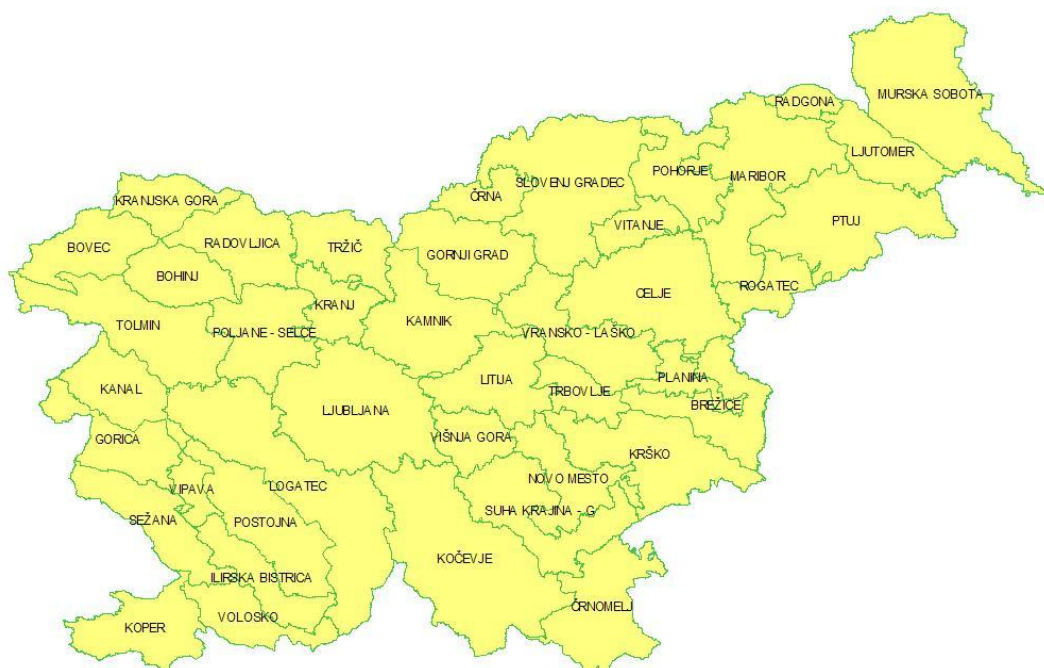 MURSKA SOBOTA
RADGONA
LJUTOMER
SLOVENJ GRADEC
POHORJE
MARIBOR
ČRNA
KRANJSKA GORA
VITANJE
PTUJ
BOVEC
RADOVLJICA
TRŽIČ
GORNJI GRAD
BOHINJ
CELJE
ROGATEC
KRANJ
KAMNIK
TOLMIN
POLJANE - SELCE
VRANSKO - LAŠKO
LITIJA
PLANINA
KANAL
TRBOVLJE
BREŽICE
LJUBLJANA
GORICA
VIŠNJA GORA
KRŠKO
VIPAVA
LOGATEC
NOVO MESTO
SEŽANA
POSTOJNA
SUHA KRAJINA - G
KOČEVJE
ILIRSKA BISTRICA
ČRNOMELJ
VOLOSKO
KOPER